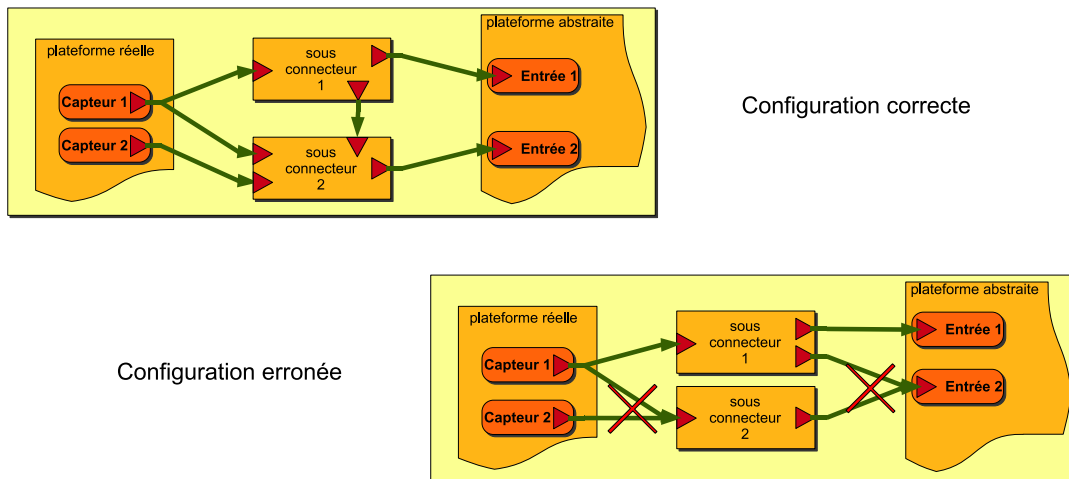 plateforme abstraite
plateforme réelle
sous
connecteur
1
Capteur 1
Entrée 1
Configuration correcte
Capteur 2
sous
connecteur
2
Entrée 2
plateforme abstraite
plateforme réelle
sous
connecteur
1
Entrée 1
Capteur 1
Configuration erronée
Entrée 2
Capteur 2
sous
connecteur
2